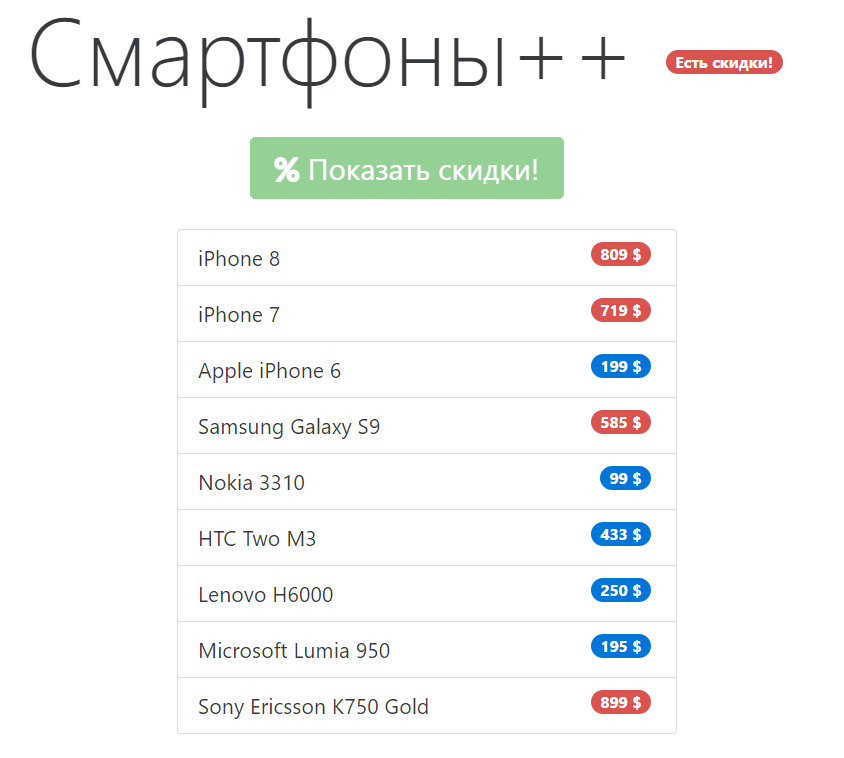 Смартфоны++ Есть скидки!
% Показать скидки!
iPhone 8 809 $
iPhone 7 719 $
Apple iPhone 6 199 $
Samsung Galaxy S9 585 $
Nokia 3310 99 $
HTC Two M3 433 $
Lenovo H6000 250 $
Microsoft Lumia 950 195 $
Sony Ericsson K750 Gold 899 $